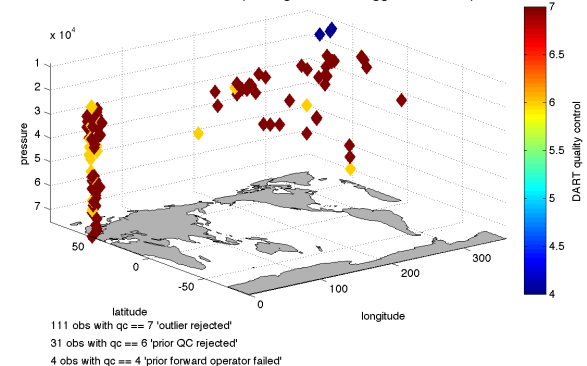 x 10^4
1
2
3
4
5
6
7
pressure
50
0
-50
latitude
0
100
200
300
longitude
7
6.5
6
5.5
5
4.5
4
DART quality control
111 obs with qc == 7 'outlier rejected'
31 obs with qc == 6 'prior QC rejected'
4 obs with qc == 4 'prior forward operator failed'